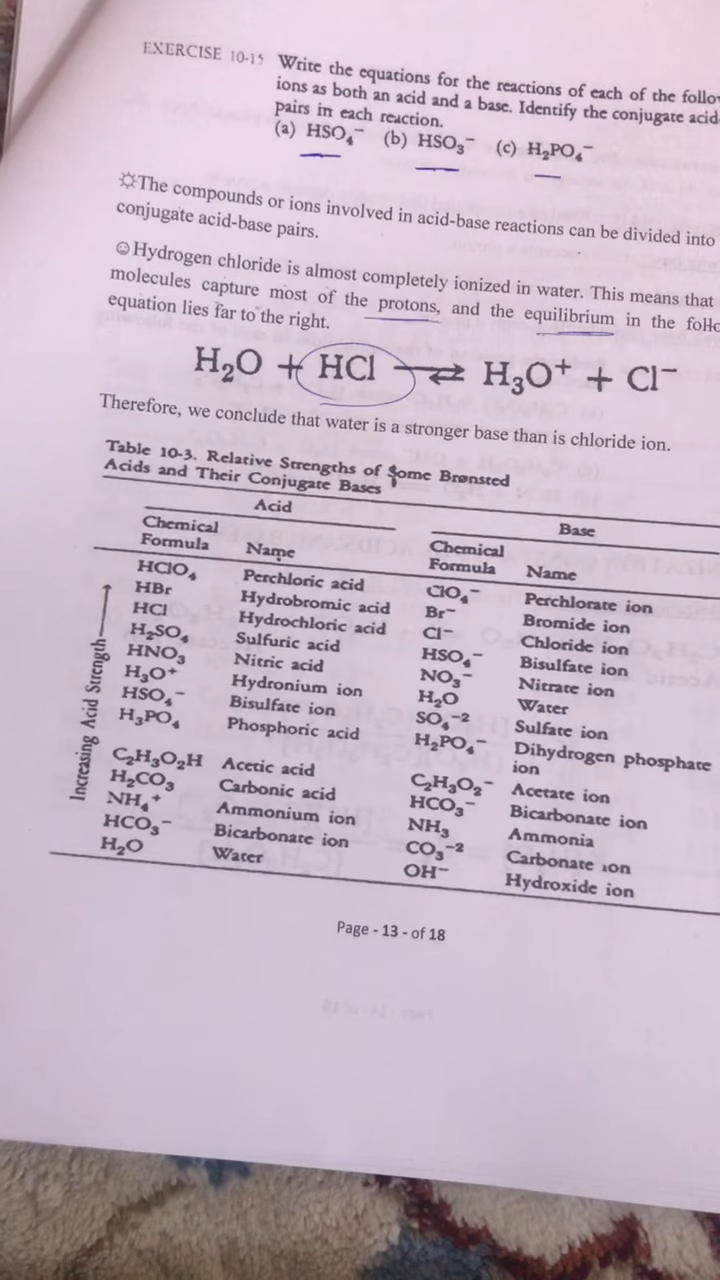 EXERCISE 10-15 Write the equations for the reactions of each of the
ions as both an acid and a base. Identify the conjugate acid-
pairs in each reaction.
(a) HSO₄⁻ (b) HSO₃⁻ (c) H₂PO₄⁻
☼The compounds or ions involved in acid-base reactions can be divided into
conjugate acid-base pairs.
☺Hydrogen chloride is almost completely ionized in water. This means that
molecules capture most of the protons, and the equilibrium in the
equation lies far to the right.
H₂O + HCl ⇄ H₃O⁺ + Cl⁻
Therefore, we conclude that water is a stronger base than is chloride ion.
Table 10-3. Relative Strengths of Some Brønsted
Acids and Their Conjugate Bases
Acid Base
Chemical Formula Name Chemical Formula Name
HClO₄ Perchloric acid ClO₄⁻ Perchlorate ion
HBr Hydrobromic acid Br⁻ Bromide ion
HCl Hydrochloric acid Cl⁻ Chloride ion
H₂SO₄ Sulfuric acid HSO₄⁻ Bisulfate ion
HNO₃ Nitric acid NO₃⁻ Nitrate ion
H₃O⁺ Hydronium ion H₂O Water
HSO₄⁻ Bisulfate ion SO₄⁻² Sulfate ion
H₃PO₄ Phosphoric acid H₂PO₄⁻ Dihydrogen phosphate
ion
C₂H₃O₂H Acetic acid C₂H₃O₂⁻ Acetate ion
H₂CO₃ Carbonic acid HCO₃⁻ Bicarbonate ion
NH₄⁺ Ammonium ion NH₃ Ammonia
HCO₃⁻ Bicarbonate ion CO₃⁻² Carbonate ion
H₂O Water OH⁻ Hydroxide ion
Increasing Acid Strength
Page - 13 - of 18